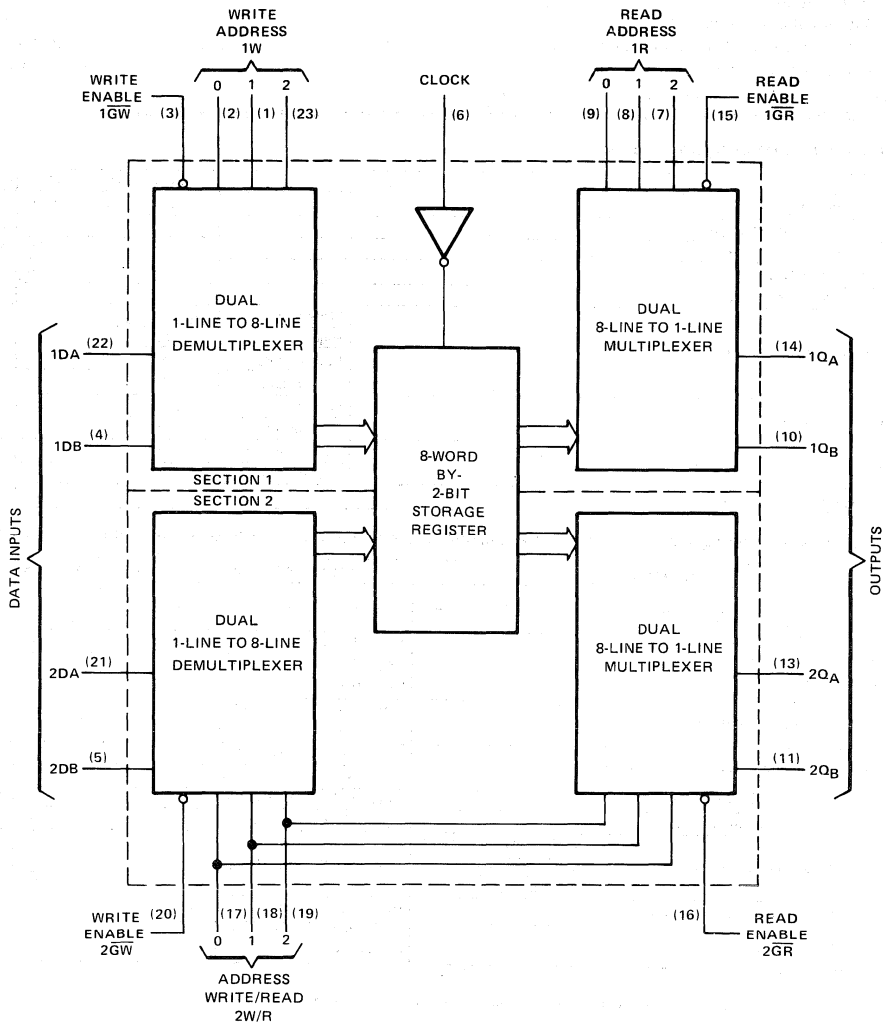 WRITE
ADDRESS
1W
READ
ADDRESS
1R
WRITE
ENABLE
1GW
0 1 2
CLOCK
0 1 2
READ
ENABLE
1GR
(3) (2) (1) (23)
(6)
(9) (8) (7) (15)
DUAL
1-LINE TO 8-LINE
DEMULTIPLEXER
DUAL
8-LINE TO 1-LINE
MULTIPLEXER
1DA (22)
(14) 1QA
1DB (4)
(10) 1QB
8-WORD
BY-
2-BIT
STORAGE
REGISTER
SECTION 1
SECTION 2
DATA INPUTS
OUTPUTS
DUAL
1-LINE TO 8-LINE
DEMULTIPLEXER
DUAL
8-LINE TO 1-LINE
MULTIPLEXER
2DA (21)
(13) 2QA
2DB (5)
(11) 2QB
WRITE
ENABLE
2GW
(20) (17) (18) (19)
0 1 2
(16)
READ
ENABLE
2GR
ADDRESS
WRITE/READ
2W/R